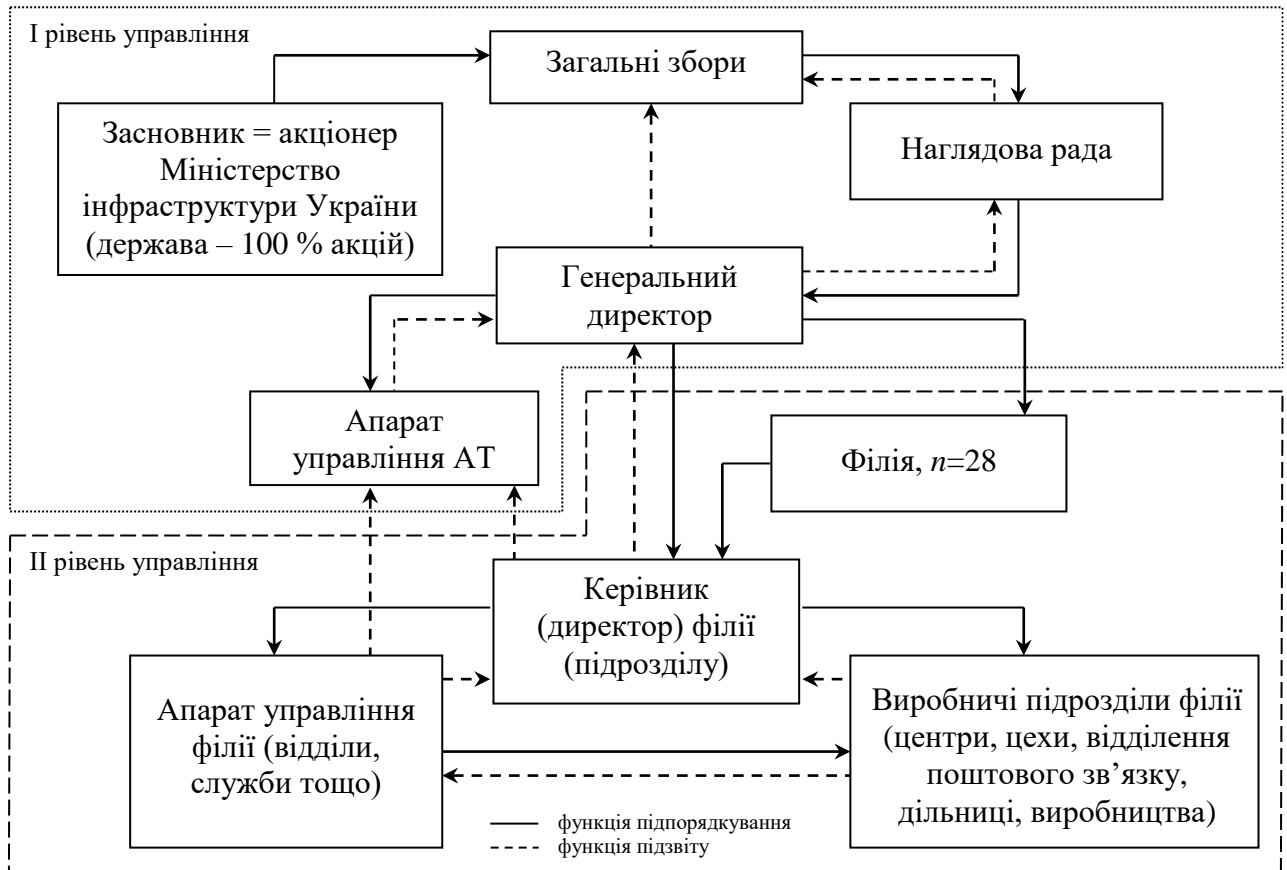 І рівень управління
Загальні збори
Засновник = акціонер
Міністерство
інфраструктури України
(держава – 100 % акцій)
Наглядова рада
Генеральний
директор
Апарат
управління АТ
Філія, n=28
ІІ рівень управління
Керівник
(директор) філії
(підрозділу)
Апарат управління
філії (відділи,
служби тощо)
Виробничі підрозділи філії
(центри, цехи, відділення
поштового зв’язку,
дільниці, виробництва)
функція підпорядкування
функція підзвіту